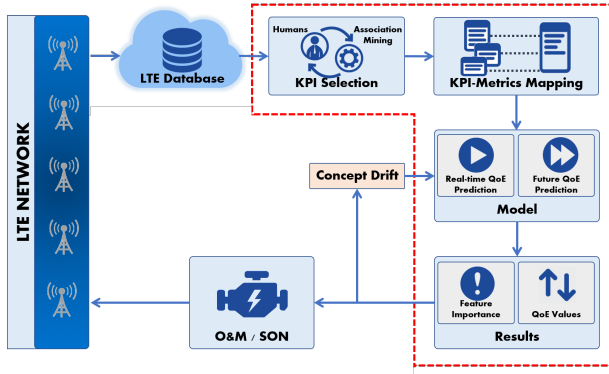 LTE NETWORK
LTE Database
Humans
Association
Mining
KPI Selection
KPI-Metrics Mapping
Real-time QoE
Prediction
Future QoE
Prediction
Model
Concept Drift
Feature
Importance
QoE Values
Results
O&M / SON